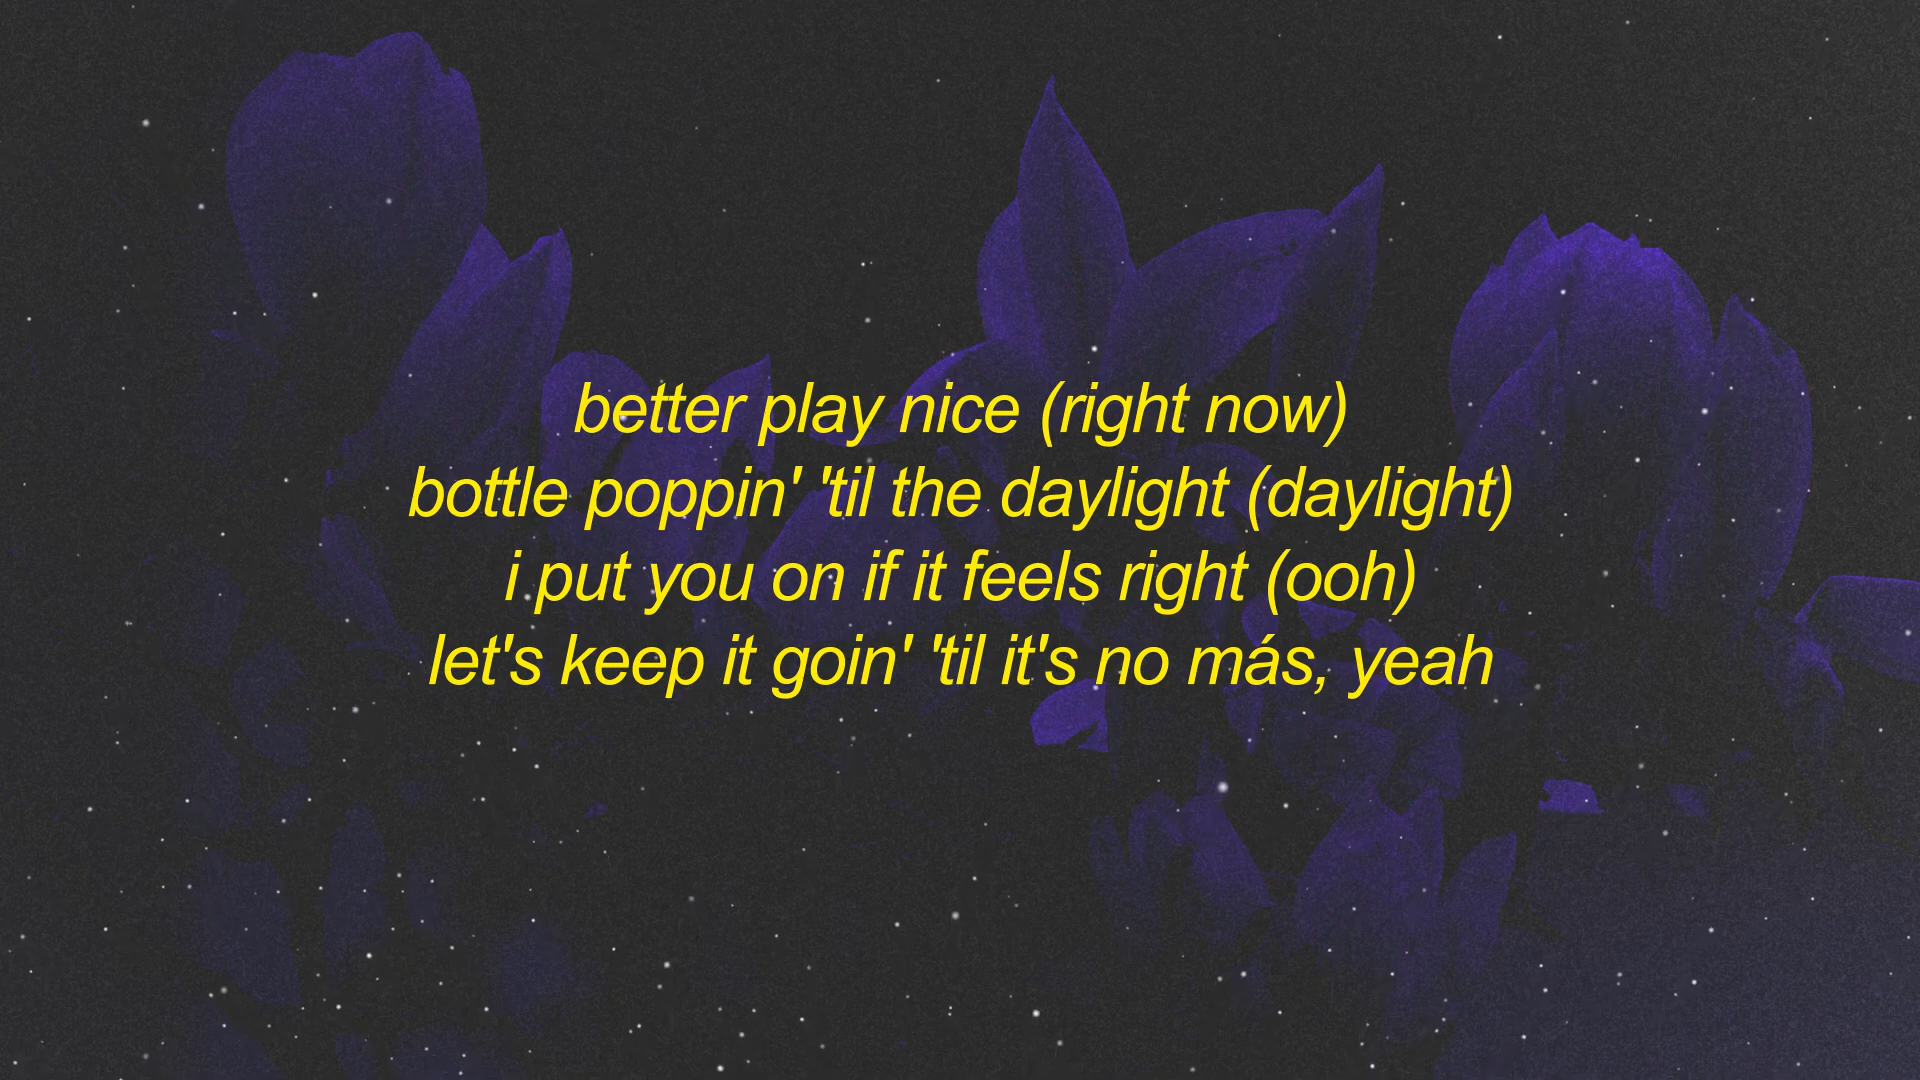 better play nice (right now)
bottle poppin' 'til the daylight (daylight)
i put you on if it feels right (ooh)
let's keep it goin' 'til it's no más, yeah